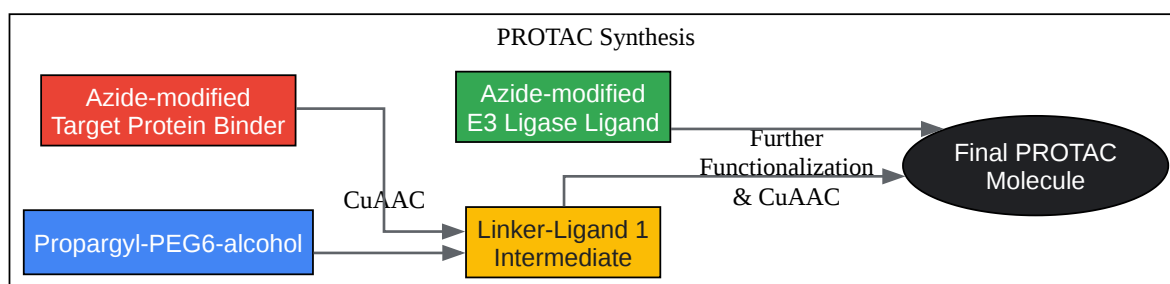 PROTAC Synthesis
Azide-modified
Target Protein Binder
Azide-modified
E3 Ligase Ligand
Further
Functionalization
& CuAAC
Final PROTAC
Molecule
CuAAC
Propargyl-PEG6-alcohol
Linker-Ligand 1
Intermediate